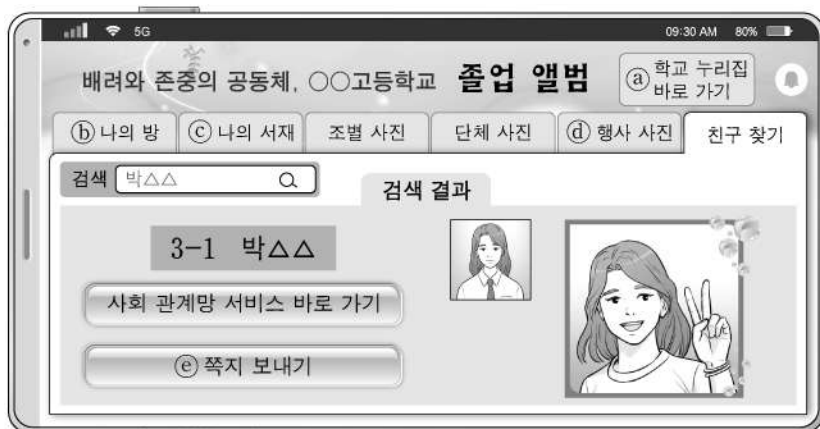 5G 09:30 AM 80%
배려와 존중의 공동체, ○○고등학교 졸업 앨범 ⓐ 학교 누리집
바로 가기
ⓑ 나의 방 ⓒ 나의 서재 조별 사진 단체 사진 ⓓ 행사 사진 친구 찾기
검색 박△△
검색 결과
3-1 박△△
사회 관계망 서비스 바로 가기
ⓔ 쪽지 보내기